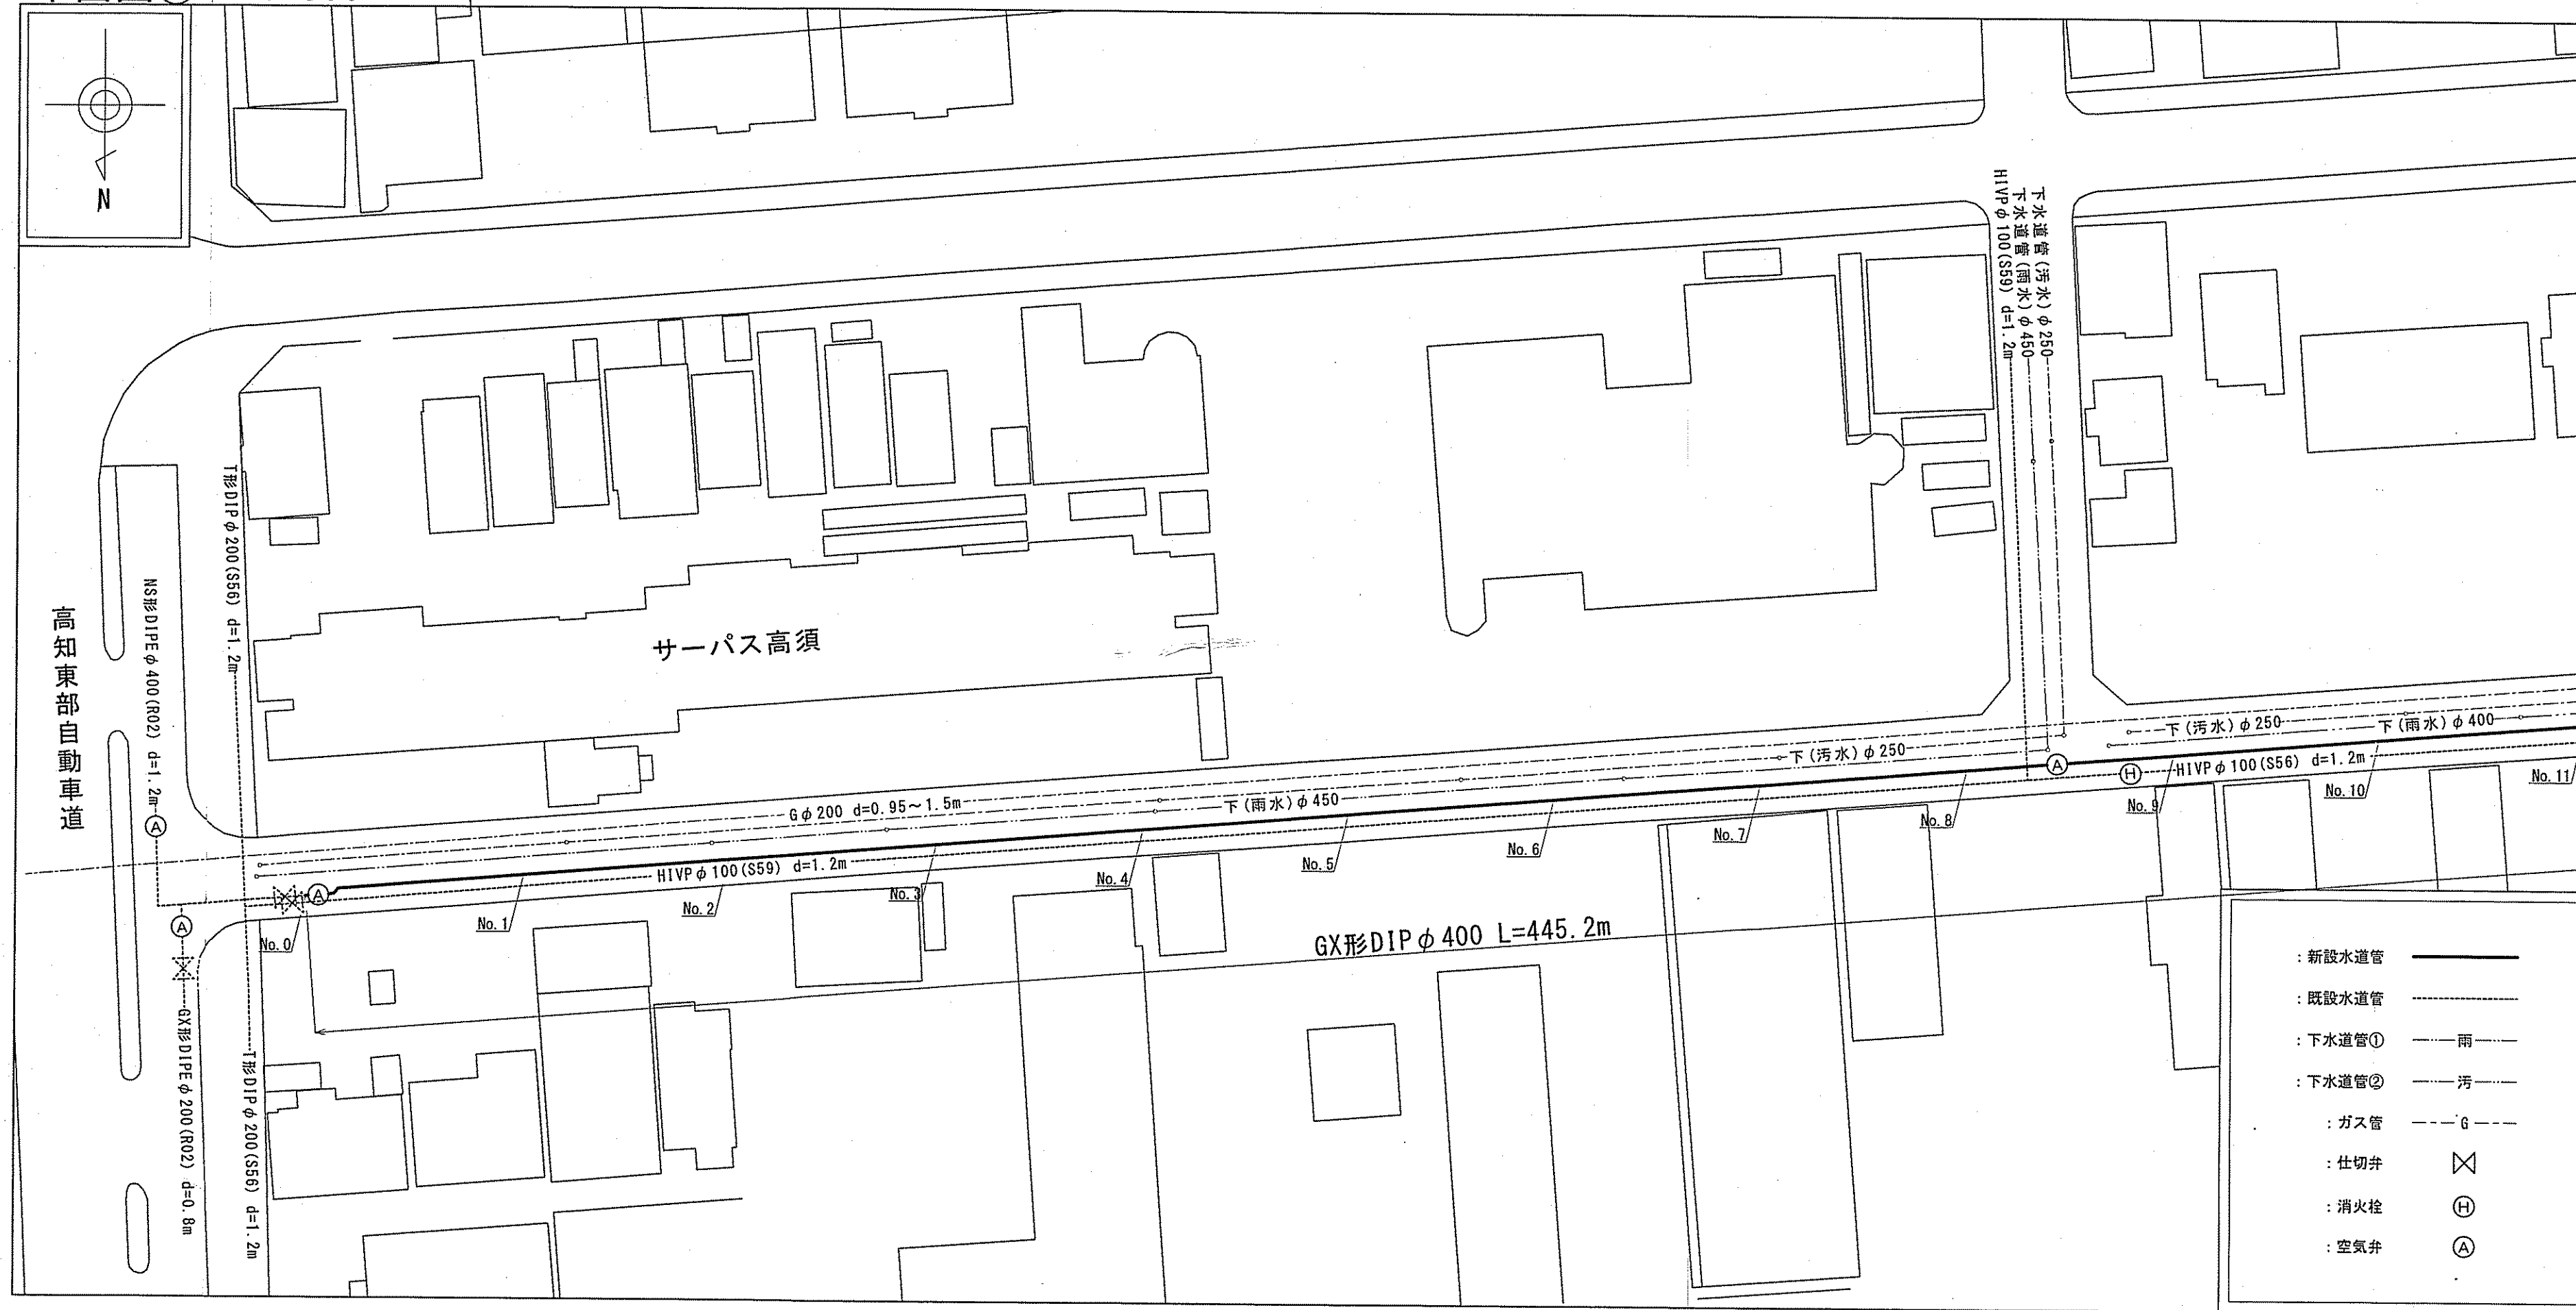 N
HIVPφ100(S59) d=1.2m
下水道管(雨水)φ450
下水道管(汚水)φ250
高知東部自動車道
NS形DIPEφ400(R02) d=1.2m
A
T形DIPφ200(S56) d=1.2m
サーパス高須
Gφ200 d=0.95～1.5m
下(雨水)φ450
下(汚水)φ250
下(汚水)φ250
下(雨水)φ400
HIVPφ100(S59) d=1.2m
HIVPφ100(S56) d=1.2m
A
A
H
A
No.0
No.1
No.2
No.3
No.4
No.5
No.6
No.7
No.8
No.9
No.10
No.11
GX形DIPφ400 L=445.2m
GX形DIPEφ200(R02) d=0.8m
T形DIPφ200(S56) d=1.2m
:新設水道管
:既設水道管
:下水道管① 雨
:下水道管② 汚
:ガス管 G
:仕切弁
:消火栓 H
:空気弁 A